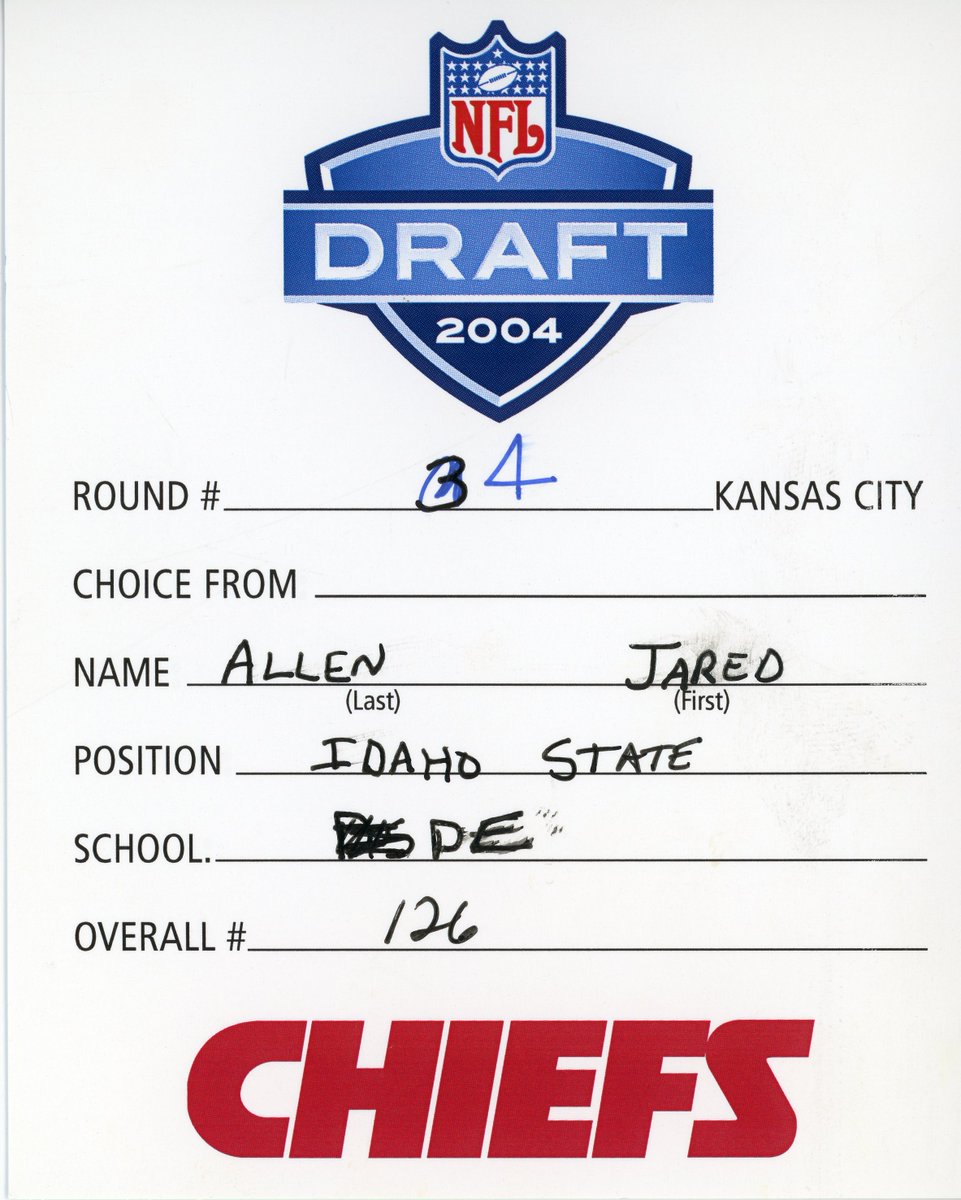 NFL
DRAFT
2004
ROUND # 3 4 KANSAS CITY
CHOICE FROM
NAME ALLEN JARED
(Last) (First)
POSITION IDAHO STATE
SCHOOL. DE
OVERALL # 126
CHIEFS